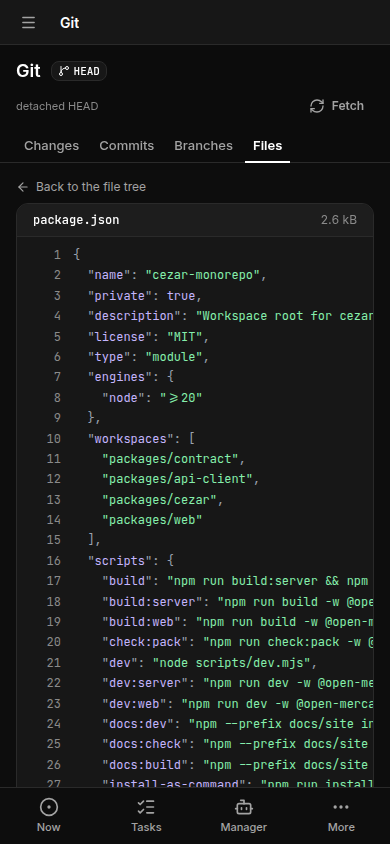 Git
Git HEAD
detached HEAD Fetch
Changes Commits Branches Files
Back to the file tree
package.json 2.6 kB
1 {
2 "name": "cezar-monorepo",
3 "private": true,
4 "description": "Workspace root for cezar
5 "license": "MIT",
6 "type": "module",
7 "engines": {
8 "node": ">=20"
9 },
10 "workspaces": [
11 "packages/contract",
12 "packages/api-client",
13 "packages/cezar",
14 "packages/web"
15 ],
16 "scripts": {
17 "build": "npm run build:server && npm
18 "build:server": "npm run build -w @ope
19 "build:web": "npm run build -w @open-m
20 "check:pack": "npm run check:pack -w @
21 "dev": "node scripts/dev.mjs",
22 "dev:server": "npm run dev -w @open-me
23 "dev:web": "npm run dev -w @open-merca
24 "docs:dev": "npm --prefix docs/site in
25 "docs:check": "npm --prefix docs/site
26 "docs:build": "npm --prefix docs/site
27 "install-as-command": "npm run install
Now Tasks Manager More